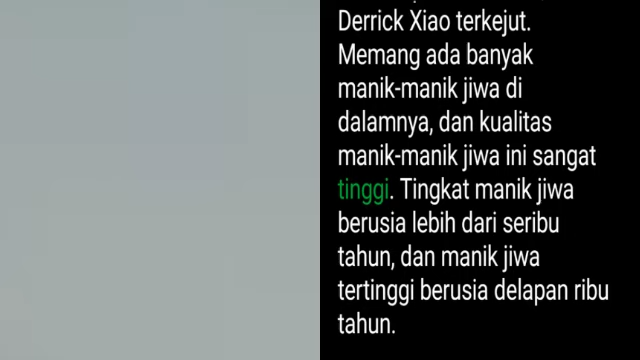 Derrick Xiao terkejut.
Memang ada banyak
manik-manik jiwa di
dalamnya, dan kualitas
manik-manik jiwa ini sangat
tinggi. Tingkat manik jiwa
berusia lebih dari seribu
tahun, dan manik jiwa
tertinggi berusia delapan ribu
tahun.